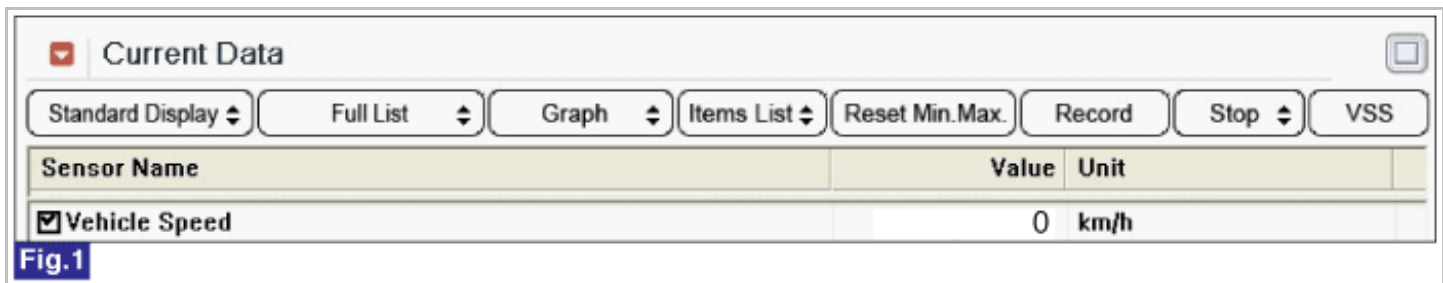 Current Data
Standard Display Full List Graph Items List Reset Min.Max. Record Stop VSS
Sensor Name Value Unit
Vehicle Speed 0 km/h
Fig.1